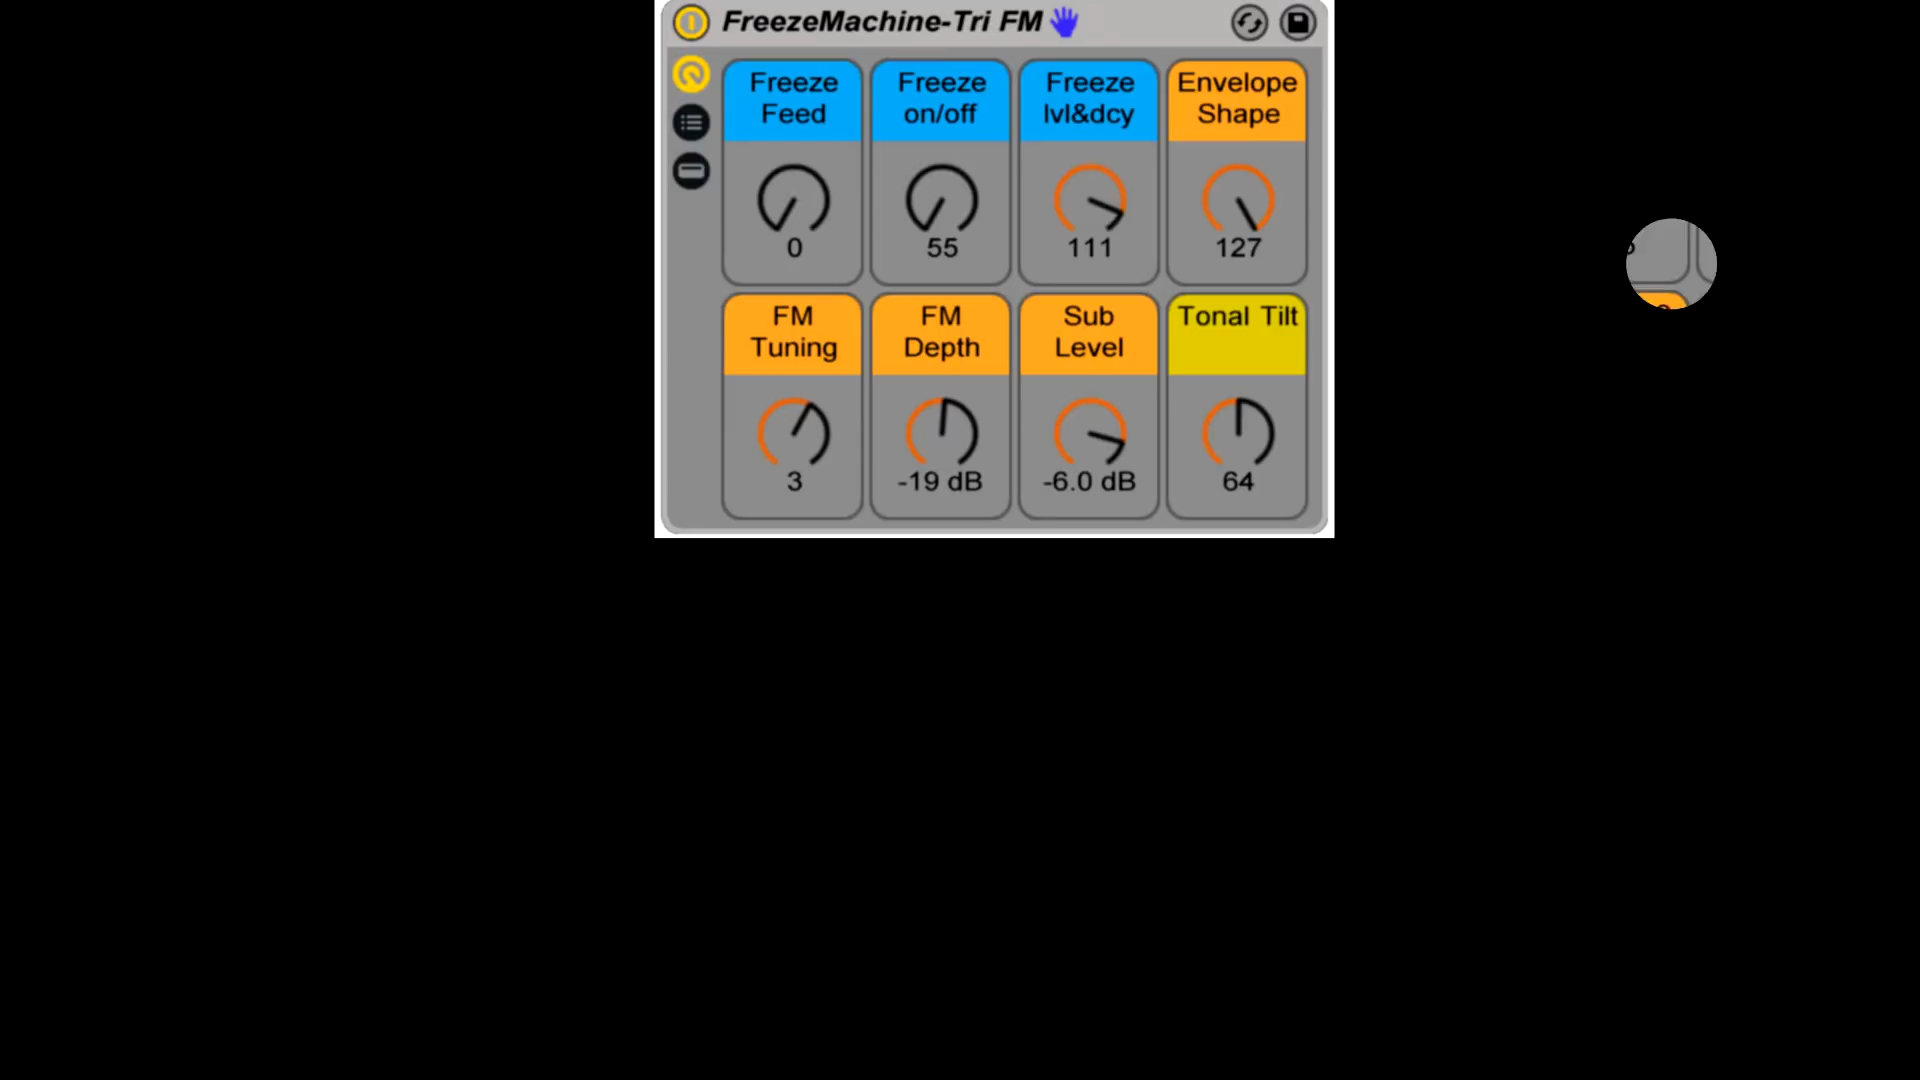 FreezeMachine-Tri FM
Freeze
Feed
Freeze
on/off
Freeze
lvl&dcy
Envelope
Shape
0
55
111
127
FM
Tuning
FM
Depth
Sub
Level
Tonal Tilt
3
-19 dB
-6.0 dB
64